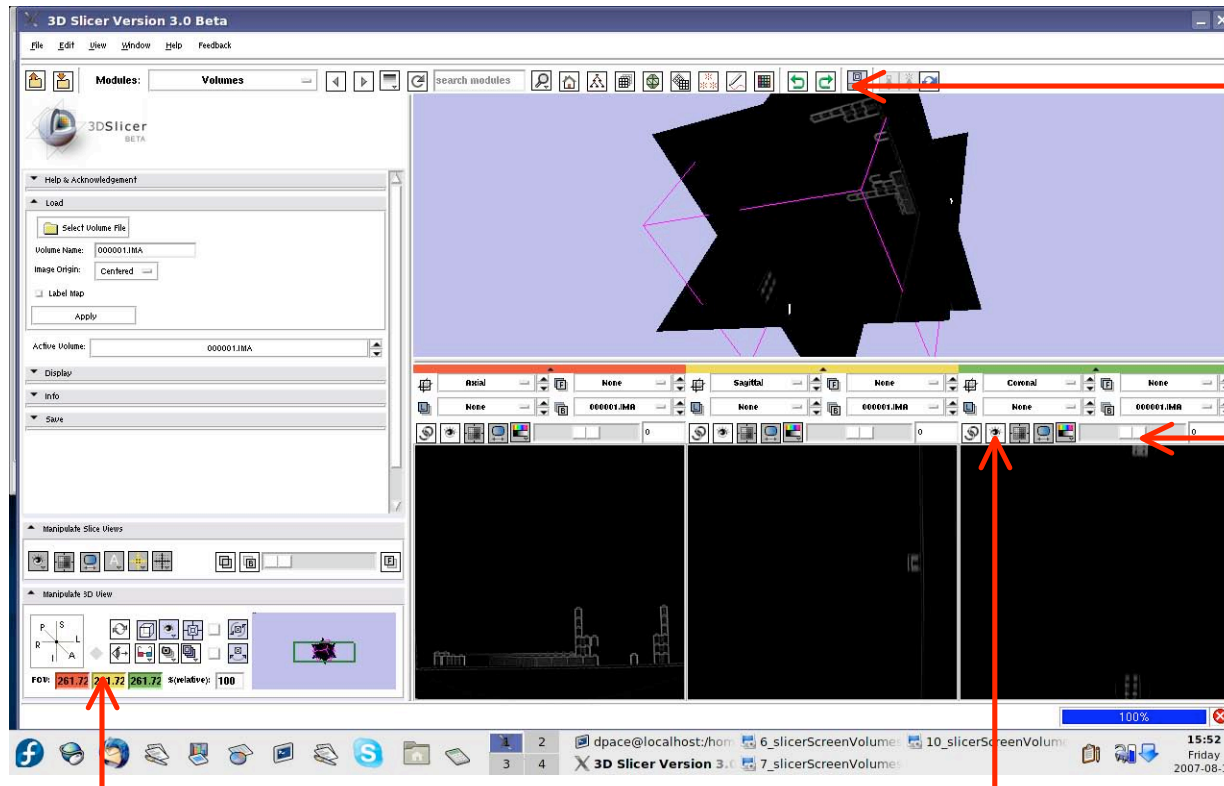 3D Slicer Version 3.0 Beta
File Edit View Window Help Feedback
Modules: Volumes search modules
3DSlicer
BETA
Help & Acknowledgement
Load
Select Volume File
Volume Name: 000001.IMA
Image Origin: Centered
Label Map
Apply
Active Volume: 000001.IMA
Display
Info
Save
Axial F None Sagittal F None Coronal F None
None B 000001.IMA None B 000001.IMA None B 000001.IMA
0 0 0
Manipulate Slice Views
A B F
Manipulate 3D View
P S
R L
I A
FOV: 261.72 261.72 261.72 %(relative): 100
100%
1 2 dpace@localhost:/hom 6_slicerScreenVolume 10_slicerScreenVolum 15:52
3 4 3D Slicer Version 3. 7_slicerScreenVolumes Friday
2007-08-